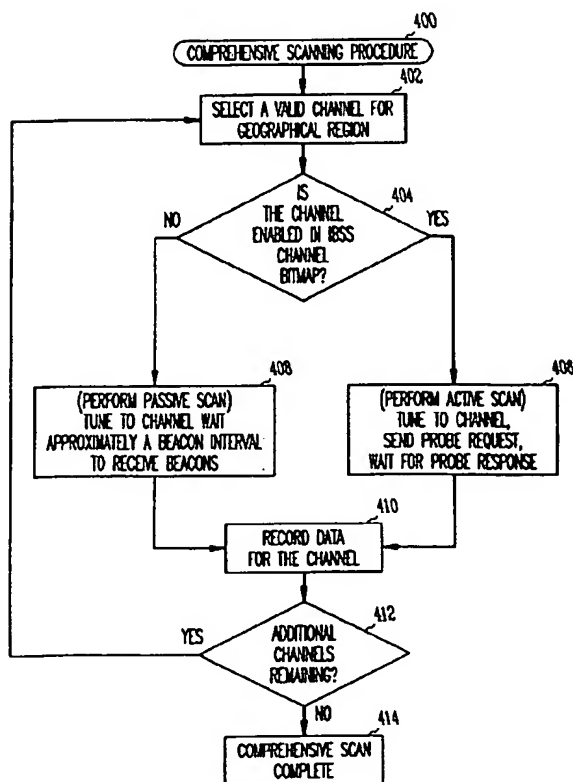 400
COMPREHENSIVE SCANNING PROCEDURE
402
SELECT A VALID CHANNEL FOR
GEOGRAPHICAL REGION
404
IS
THE CHANNEL
ENABLED IN IBSS
CHANNEL
BITMAP?
NO
YES
408
(PERFORM PASSIVE SCAN)
TUNE TO CHANNEL WAIT
APPROXIMATELY A BEACON INTERVAL
TO RECEIVE BEACONS
408
(PERFORM ACTIVE SCAN)
TUNE TO CHANNEL,
SEND PROBE REQUEST,
WAIT FOR PROBE RESPONSE
410
RECORD DATA
FOR THE CHANNEL
412
YES
ADDITIONAL
CHANNELS
REMAINING?
NO
414
COMPREHENSIVE SCAN
COMPLETE